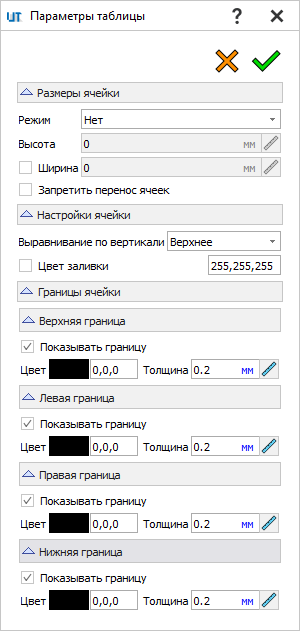 Параметры таблицы ?
Размеры ячейки
Режим Нет
Высота 0 мм
Ширина 0 мм
Запретить перенос ячеек
Настройки ячейки
Выравнивание по вертикали Верхнее
Цвет заливки 255,255,255
Границы ячейки
Верхняя граница
Показывать границу
Цвет 0,0,0 Толщина 0.2 мм
Левая граница
Показывать границу
Цвет 0,0,0 Толщина 0.2 мм
Правая граница
Показывать границу
Цвет 0,0,0 Толщина 0.2 мм
Нижняя граница
Показывать границу
Цвет 0,0,0 Толщина 0.2 мм